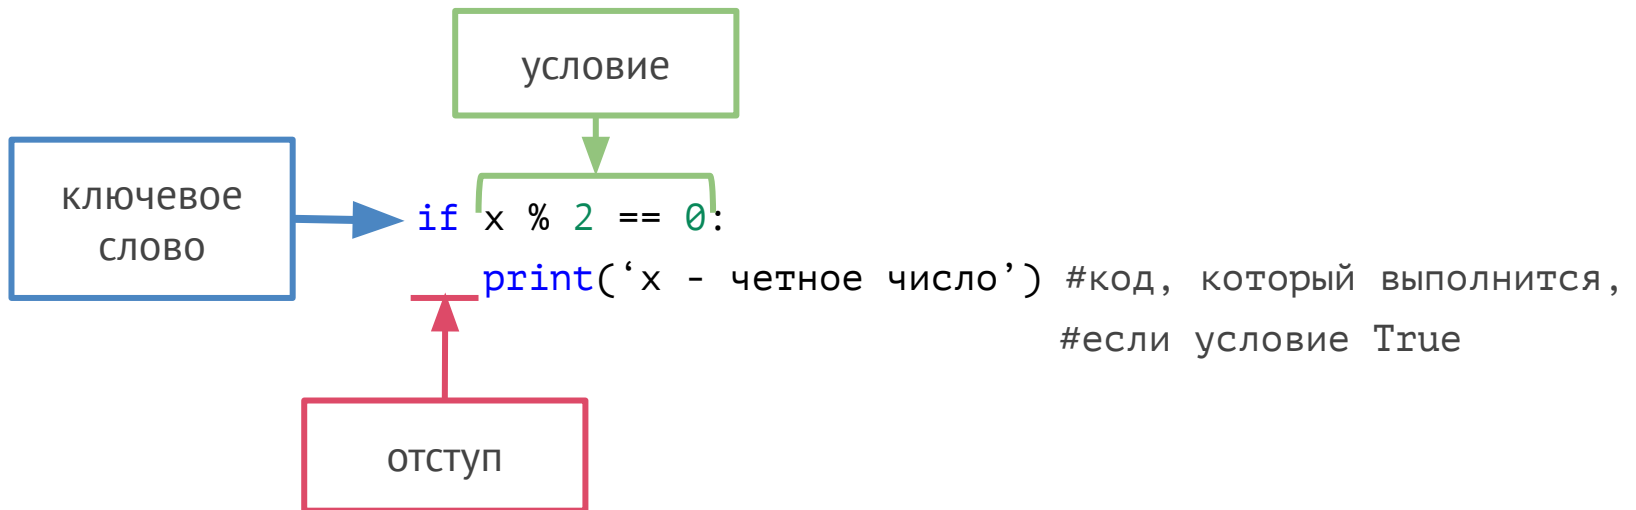 условие
ключевое
слово
if x % 2 == 0:
print(‘x - четное число’) #код, который выполнится,
#если условие True
отступ